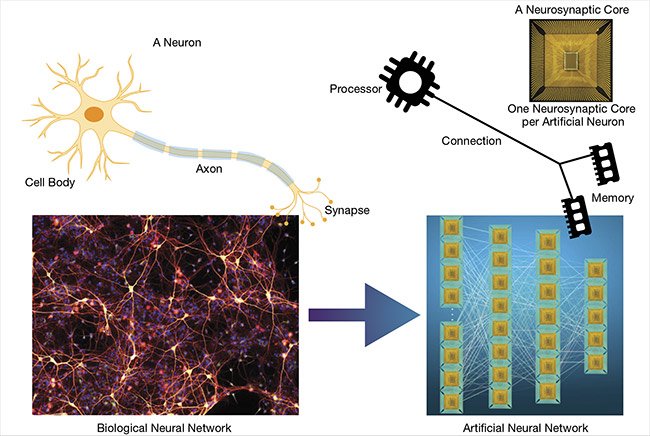 A Neuron
Cell Body
Axon
Synapse
A Neurosynaptic Core
One Neurosynaptic Core
per Artificial Neuron
Processor
Connection
Memory
Biological Neural Network
Artificial Neural Network